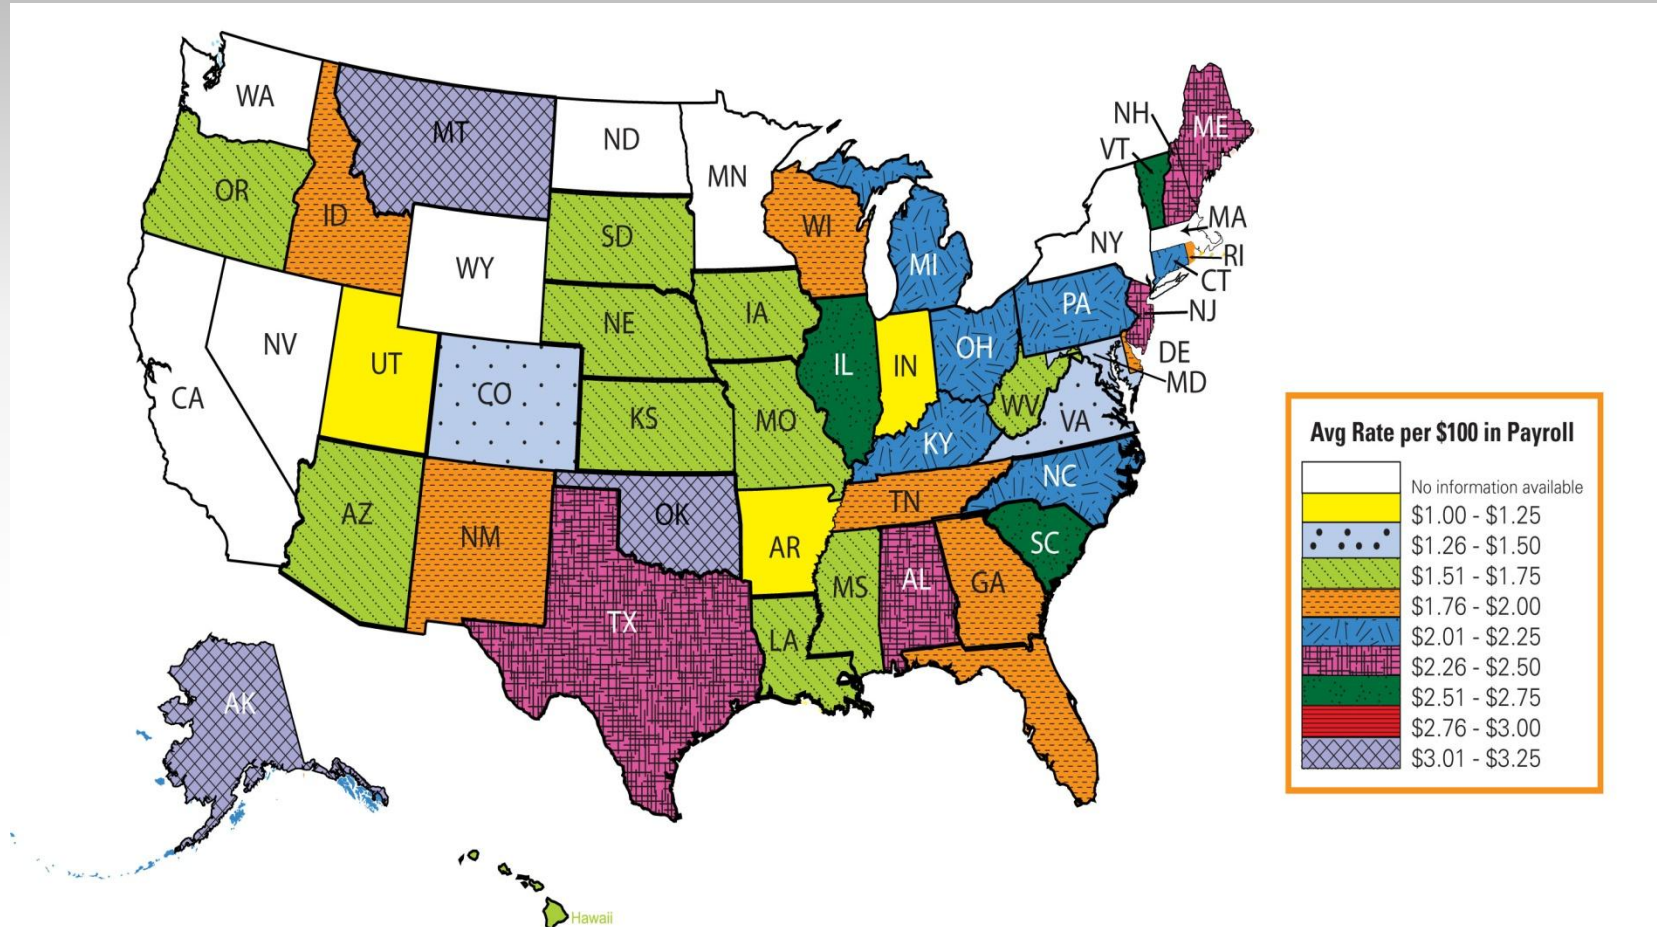 WA
MT
ND
MN
OR
ID
SD
WI
MI
WY
NE
IA
NV
UT
CO
CA
KS
MO
IL
IN
OH
PA
NY
NH
ME
VT
MA
RI
CT
NJ
DE
MD
WV
VA
KY
NC
TN
SC
AZ
NM
OK
AR
TX
LA
MS
AL
GA
AK
Hawaii
Avg Rate per $100 in Payroll
No information available
$1.00 - $1.25
$1.26 - $1.50
$1.51 - $1.75
$1.76 - $2.00
$2.01 - $2.25
$2.26 - $2.50
$2.51 - $2.75
$2.76 - $3.00
$3.01 - $3.25